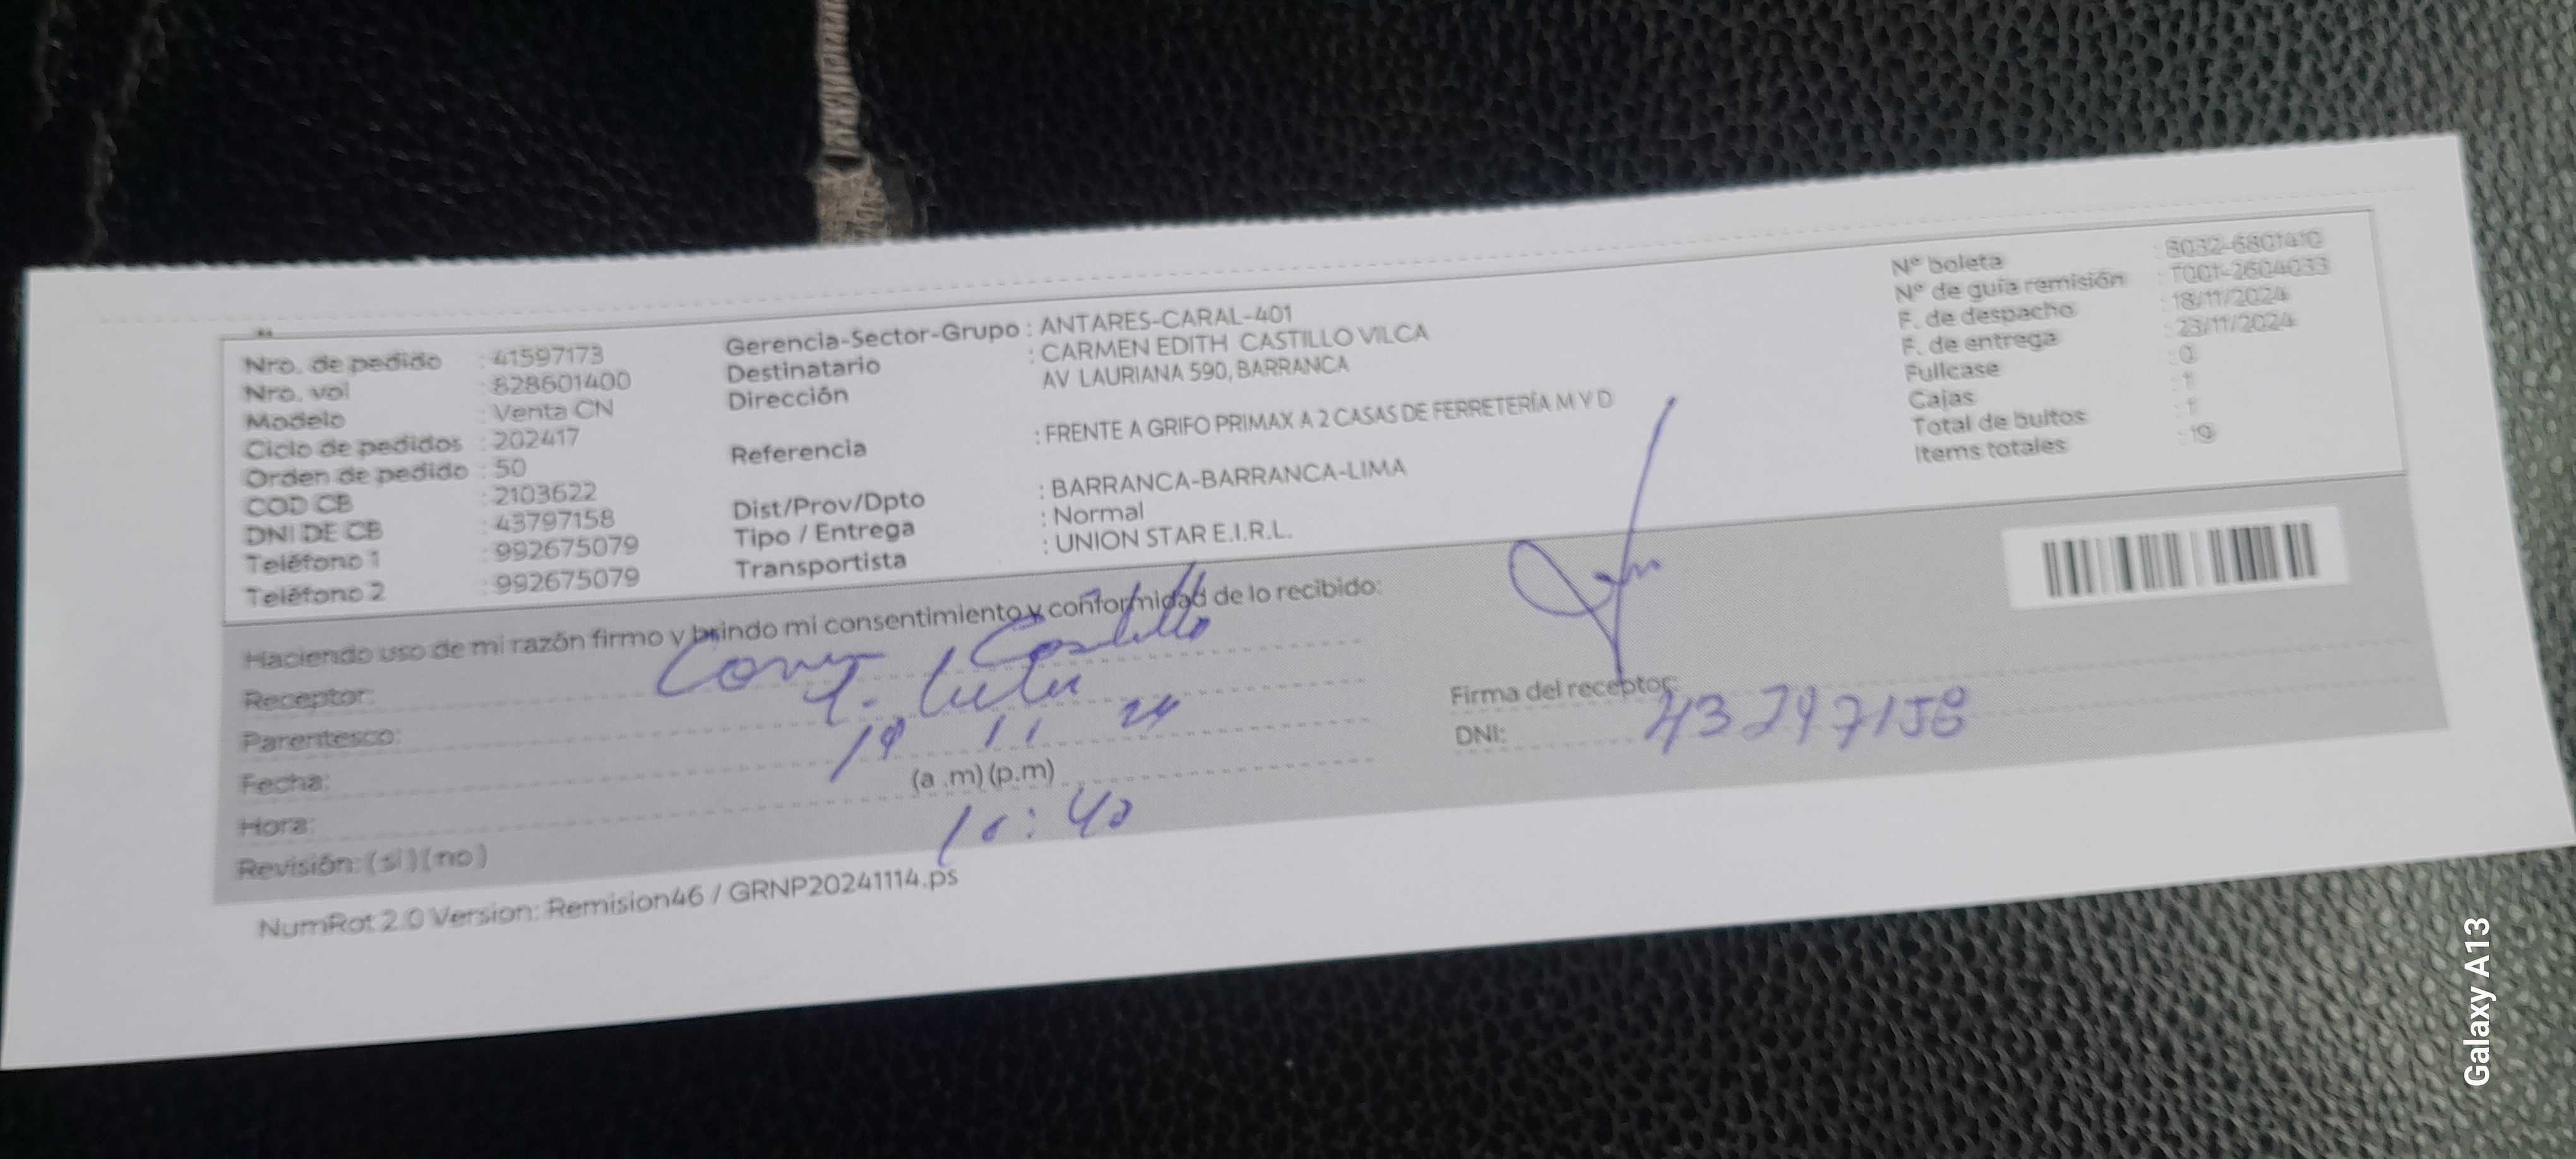 Nro. de pedido : 41597173
Nro. vol : 828601400
Modelo : Venta CN
Ciclo de pedidos : 202417
Orden de pedido : 50
COD CB : 2103622
DNI DE CB : 43797158
Teléfono 1 : 992675079
Teléfono 2 : 992675079
Gerencia-Sector-Grupo : ANTARES-CARAL-401
Destinatario : CARMEN EDITH CASTILLO VILCA
Dirección AV LAURIANA 590, BARRANCA
Referencia : FRENTE A GRIFO PRIMAX A 2 CASAS DE FERRETERÍA M Y D
Dist/Prov/Dpto : BARRANCA-BARRANCA-LIMA
Tipo / Entrega : Normal
Transportista : UNION STAR E.I.R.L.
Nº boleta : B032-6801410
Nº de guía remisión : T001-2604033
F. de despacho : 18/11/2024
F. de entrega : 23/11/2024
Fullcase : 0
Cajas : 1
Total de bultos : 1
Items totales : 19
Haciendo uso de mi razón firmo y brindo mi consentimiento y conformidad de lo recibido:
Receptor: Castillo
Parentesco:
Fecha: 19 11 24
Hora: (a .m) (p.m)
Revisión: ( si ) ( no )
Firma del receptor:
DNI: 43797158
NumRot 2.0 Version: Remision46 / GRNP20241114.ps
Galaxy A13